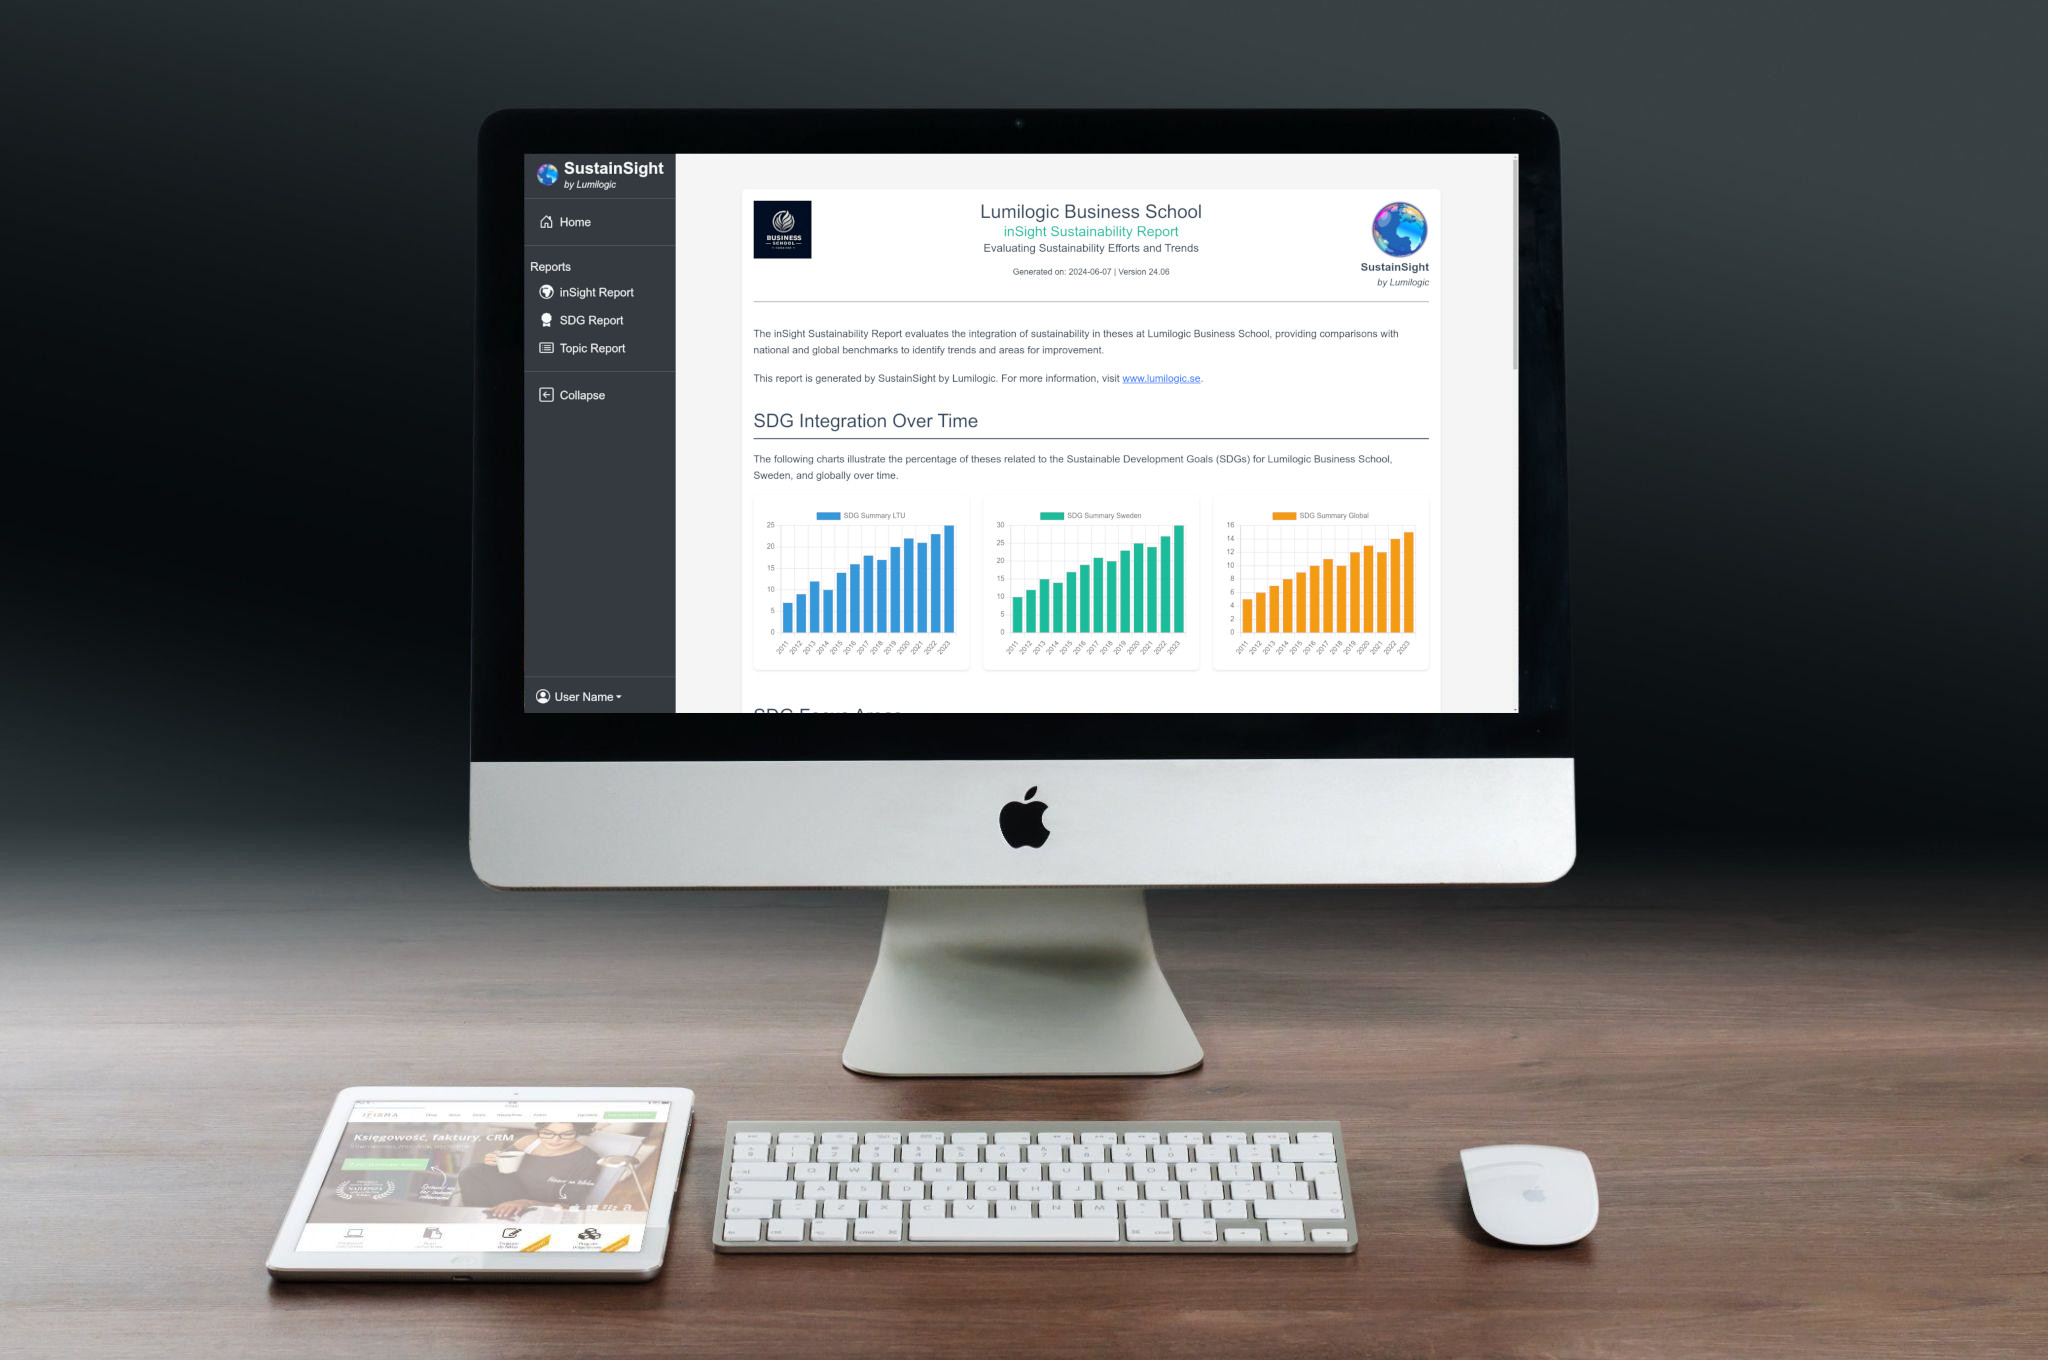 SustainSight
by Lumilogic
Home
Reports
inSight Report
SDG Report
Topic Report
Collapse
User Name
BUSINESS
SCHOOL
Lumilogic Business School
inSight Sustainability Report
Evaluating Sustainability Efforts and Trends
Generated on: 2024-06-07 | Version 24.06
SustainSight
by Lumilogic
The inSight Sustainability Report evaluates the integration of sustainability in theses at Lumilogic Business School, providing comparisons with
national and global benchmarks to identify trends and areas for improvement.
This report is generated by SustainSight by Lumilogic. For more information, visit www.lumilogic.se.
SDG Integration Over Time
The following charts illustrate the percentage of theses related to the Sustainable Development Goals (SDGs) for Lumilogic Business School,
Sweden, and globally over time.
SDG Summary LTU
25
20
15
10
5
0
2011 2012 2013 2014 2015 2016 2017 2018 2019 2020 2021 2022 2023
SDG Summary Sweden
30
25
20
15
10
5
0
2011 2012 2013 2014 2015 2016 2017 2018 2019 2020 2021 2022 2023
SDG Summary Global
16
14
12
10
8
6
4
2
0
2011 2012 2013 2014 2015 2016 2017 2018 2019 2020 2021 2022 2023
SDG Focus Areas
Księgowość, faktury, CRM
NAJLEPSZA
Q W E R T Y U I O P
A S D F G H J K L
Z X C V B N M
cmd
cmd